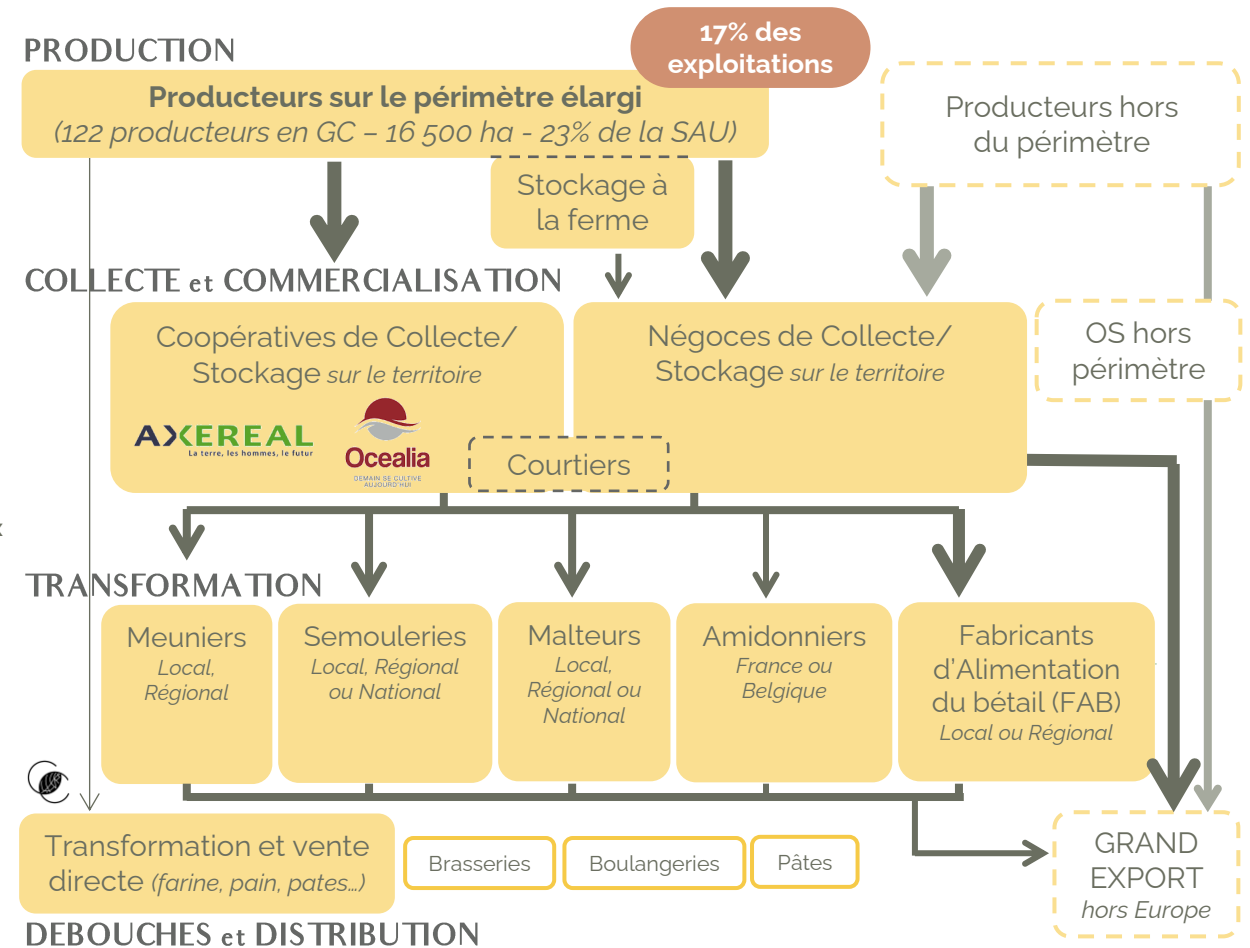 PRODUCTION
17% des
exploitations
Producteurs sur le périmètre élargi
(122 producteurs en GC – 16 500 ha - 23% de la SAU)
Producteurs hors
du périmètre
Stockage à
la ferme
COLLECTE et COMMERCIALISATION
Coopératives de Collecte/
Stockage sur le territoire
AXEREAL
La terre, les hommes, le futur
Ocealia
DEMAIN SE CULTIVE
AUJOURD'HUI
Négoces de Collecte/
Stockage sur le territoire
Courtiers
OS hors
périmètre
x
TRANSFORMATION
Meuniers
Local,
Régional
Semouleries
Local, Régional
ou National
Malteurs
Local,
Régional ou
National
Amidonniers
France ou
Belgique
Fabricants
d'Alimentation
du bétail (FAB)
Local ou Régional
Transformation et vente
directe (farine, pain, pates…)
Brasseries
Boulangeries
Pâtes
GRAND
EXPORT
hors Europe
DEBOUCHES et DISTRIBUTION